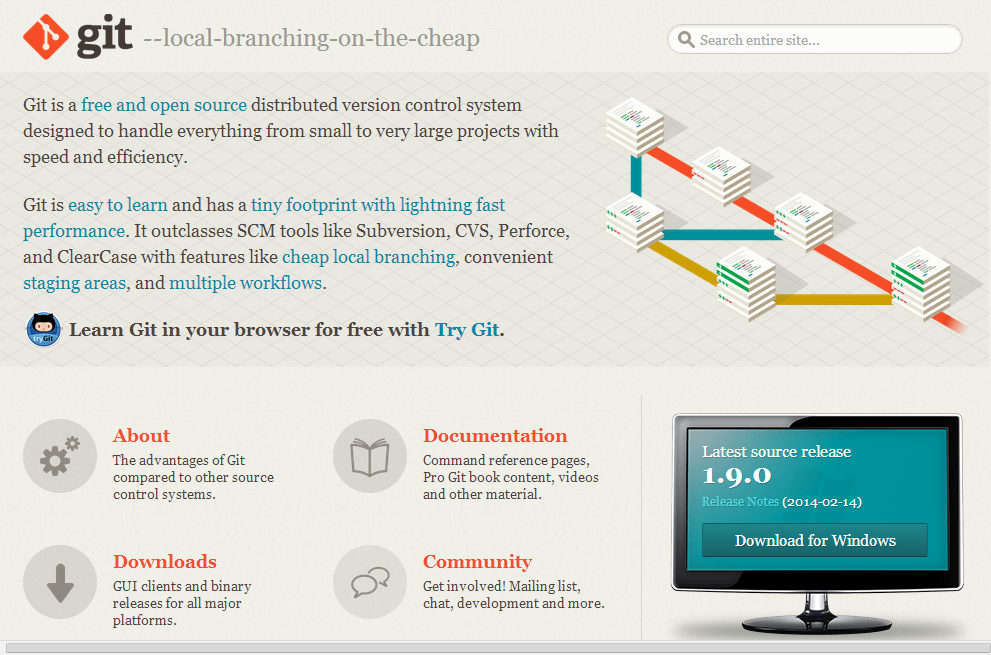 git --local-branching-on-the-cheap
Search entire site...
Git is a free and open source distributed version control system
designed to handle everything from small to very large projects with
speed and efficiency.
Git is easy to learn and has a tiny footprint with lightning fast
performance. It outclasses SCM tools like Subversion, CVS, Perforce,
and ClearCase with features like cheap local branching, convenient
staging areas, and multiple workflows.
tryGit
Learn Git in your browser for free with Try Git.
About
The advantages of Git
compared to other source
control systems.
Documentation
Command reference pages,
Pro Git book content, videos
and other material.
Downloads
GUI clients and binary
releases for all major
platforms.
Community
Get involved! Mailing list,
chat, development and more.
Latest source release
1.9.0
Release Notes (2014-02-14)
Download for Windows